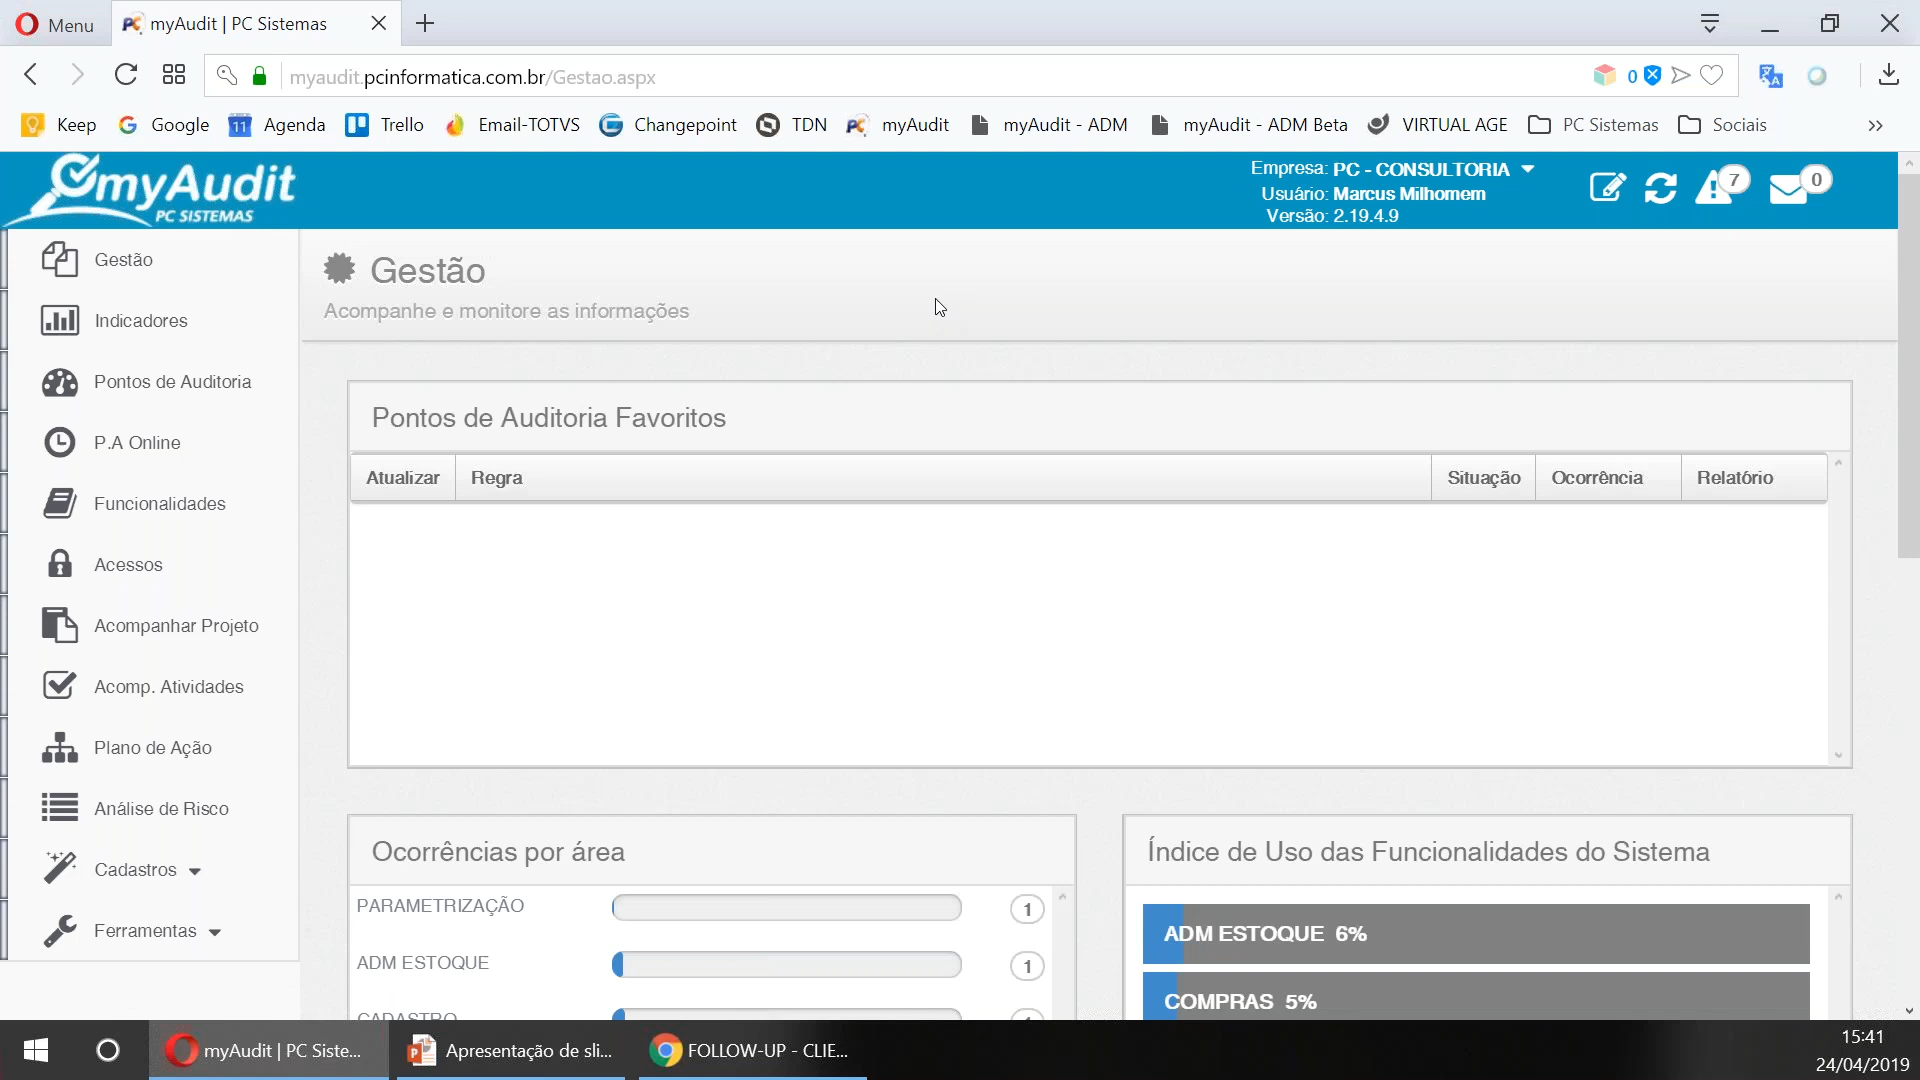 Menu
myAudit | PC Sistemas
myaudit.pcinformatica.com.br/Gestao.aspx
0
Keep
Google
11
Agenda
Trello
Email-TOTVS
Changepoint
TDN
PC
myAudit
myAudit - ADM
myAudit - ADM Beta
VIRTUAL AGE
PC Sistemas
Sociais
myAudit
PC SISTEMAS
Empresa: PC - CONSULTORIA
Usuário: Marcus Milhomem
Versão: 2.19.4.9
7
0
Gestão
Indicadores
Pontos de Auditoria
P.A Online
Funcionalidades
Acessos
Acompanhar Projeto
Acomp. Atividades
Plano de Ação
Análise de Risco
Cadastros
Ferramentas
Gestão
Acompanhe e monitore as informações
Pontos de Auditoria Favoritos
Atualizar
Regra
Situação
Ocorrência
Relatório
Ocorrências por área
PARAMETRIZAÇÃO
1
ADM ESTOQUE
1
CADASTRO
Índice de Uso das Funcionalidades do Sistema
ADM ESTOQUE 6%
COMPRAS 5%
myAudit | PC Siste...
Apresentação de sli...
FOLLOW-UP - CLIE...
15:41
24/04/2019